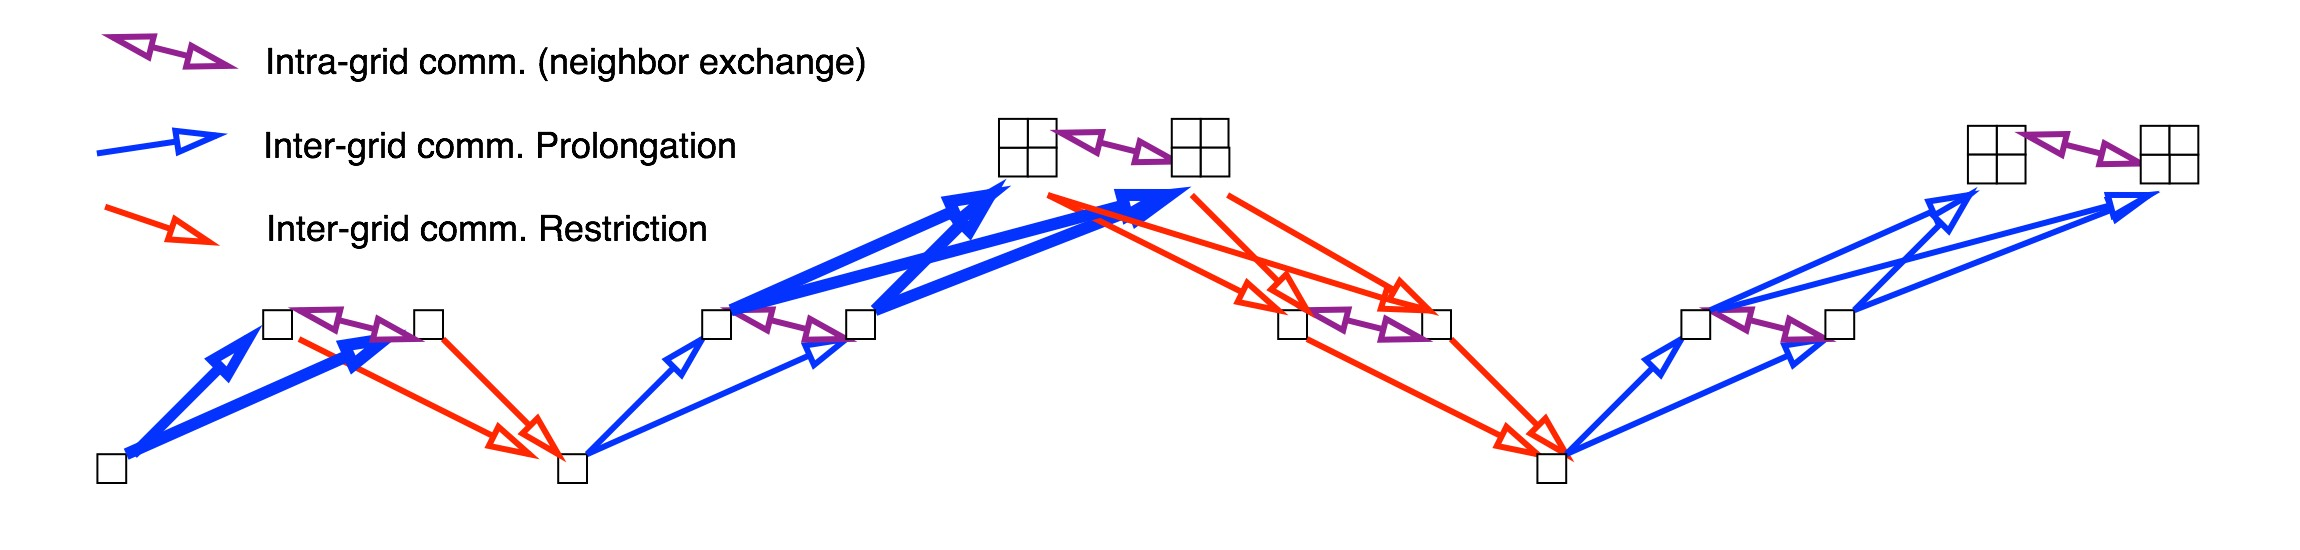 Intra-grid comm. (neighbor exchange)
Inter-grid comm. Prolongation
Inter-grid comm. Restriction